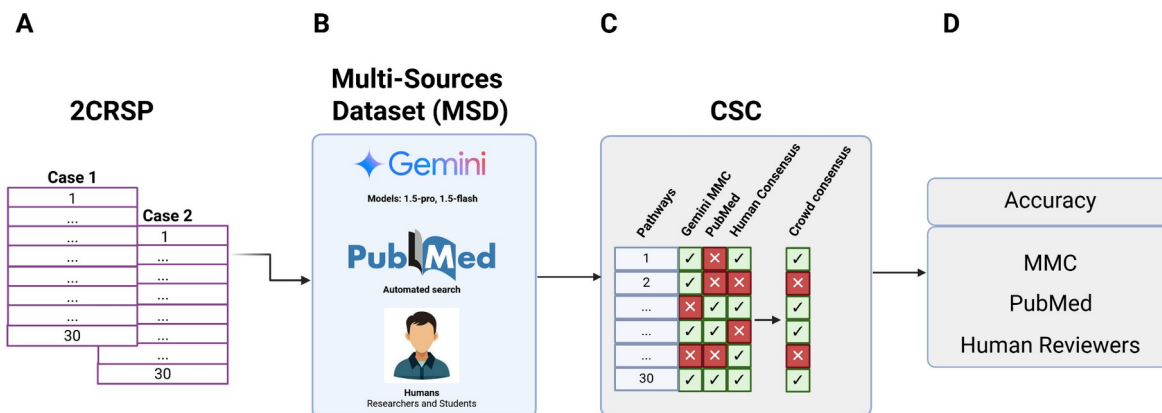 A
B
C
D
2CRSP
Multi-Sources
Dataset (MSD)
CSC
Case 1
1
...
...
...
...
...
...
30
Case 2
1
...
...
...
...
...
...
30
Gemini
Models: 1.5-pro, 1.5-flash
PubMed
Automated search
Humans
Researchers and Students
Pathways
Gemini MMC
PubMed
Human Consensus
Crowd consensus
1 ✓ ✕ ✓ ✓
2 ✓ ✕ ✕ ✕
... ✕ ✓ ✓ ✓
... ✓ ✓ ✕ ✓
... ✕ ✕ ✓ ✕
30 ✓ ✓ ✓ ✓
Accuracy
MMC
PubMed
Human Reviewers